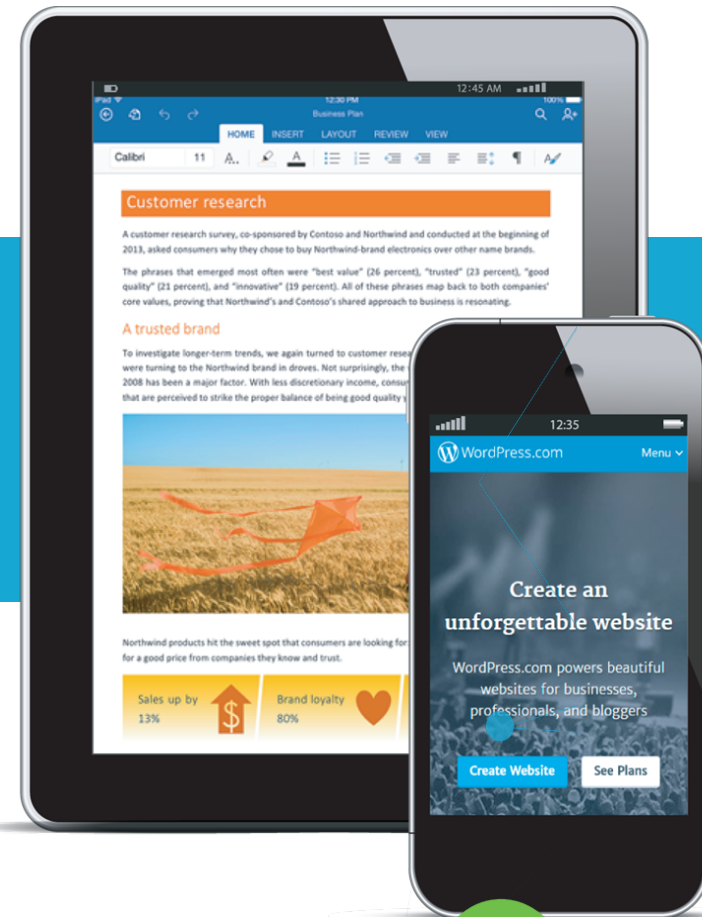 12:45 AM
iPad
12:30 PM
100%
Business Plan
HOME INSERT LAYOUT REVIEW VIEW
Calibri 11 A.. A
Customer research
A customer research survey, co-sponsored by Contoso and Northwind and conducted at the beginning of
2013, asked consumers why they chose to buy Northwind-brand electronics over other name brands.
The phrases that emerged most often were "best value" (26 percent), "trusted" (23 percent), "good
quality" (21 percent), and "innovative" (19 percent). All of these phrases map back to both companies'
core values, proving that Northwind's and Contoso's shared approach to business is resonating.
A trusted brand
To investigate longer-term trends, we again turned to customer
were turning to the Northwind brand in droves. Not surprisingly, the
2008 has been a major factor. With less discretionary income,
that are perceived to strike the proper balance of being good quality
Northwind products hit the sweet spot that consumers are looking for:
for a good price from companies they know and trust.
Sales up by
13%
$
Brand loyalty
80%
12:35
WordPress.com
Menu
Create an
unforgettable website
WordPress.com powers beautiful
websites for businesses,
professionals, and bloggers
Create Website See Plans